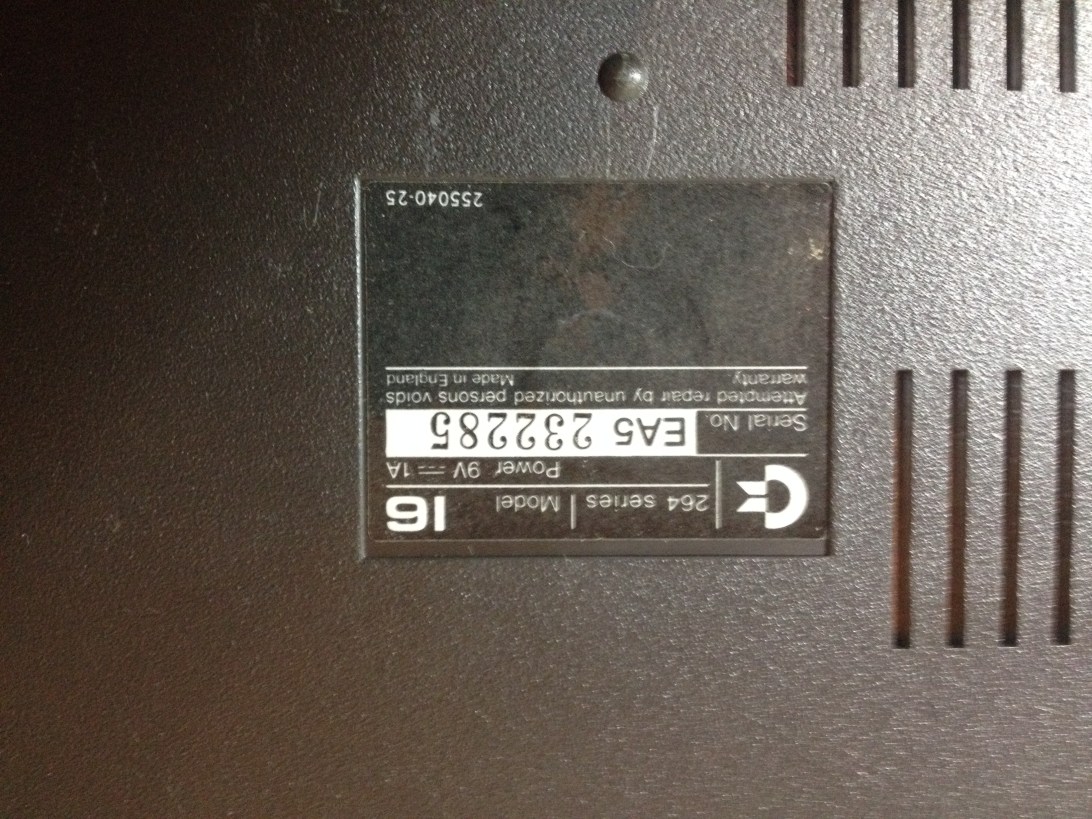 264 series | Model 16
Power 9V ⎓ 1A
Serial No. EA5 232285
Attempted repair by unauthorized persons voids
warranty Made in England
255040-25